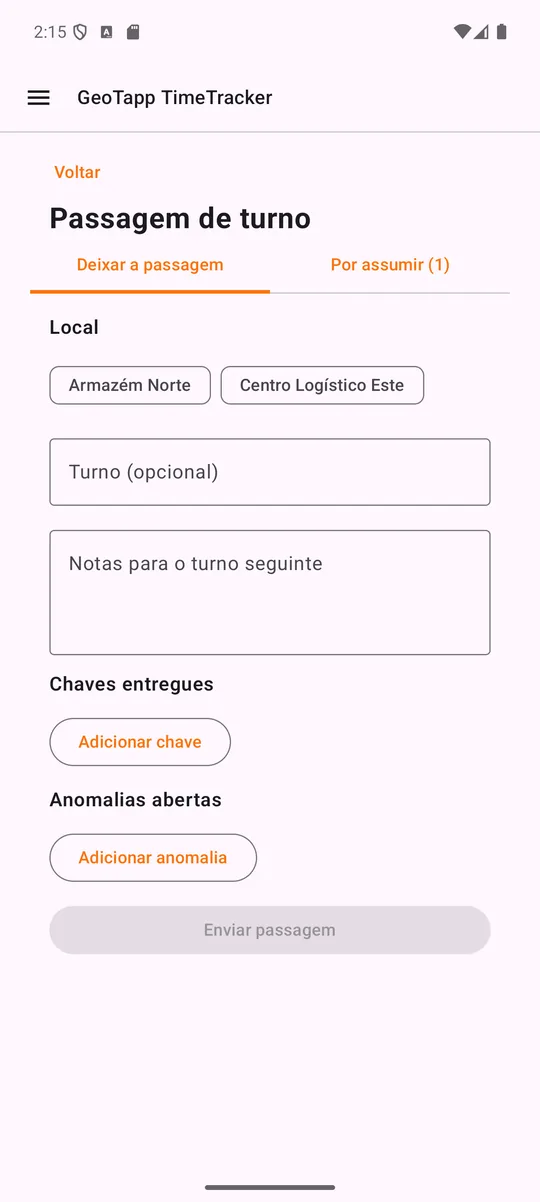 2:15
GeoTapp TimeTracker
Voltar
Passagem de turno
Deixar a passagem
Por assumir (1)
Local
Armazém Norte
Centro Logístico Este
Turno (opcional)
Notas para o turno seguinte
Chaves entregues
Adicionar chave
Anomalias abertas
Adicionar anomalia
Enviar passagem